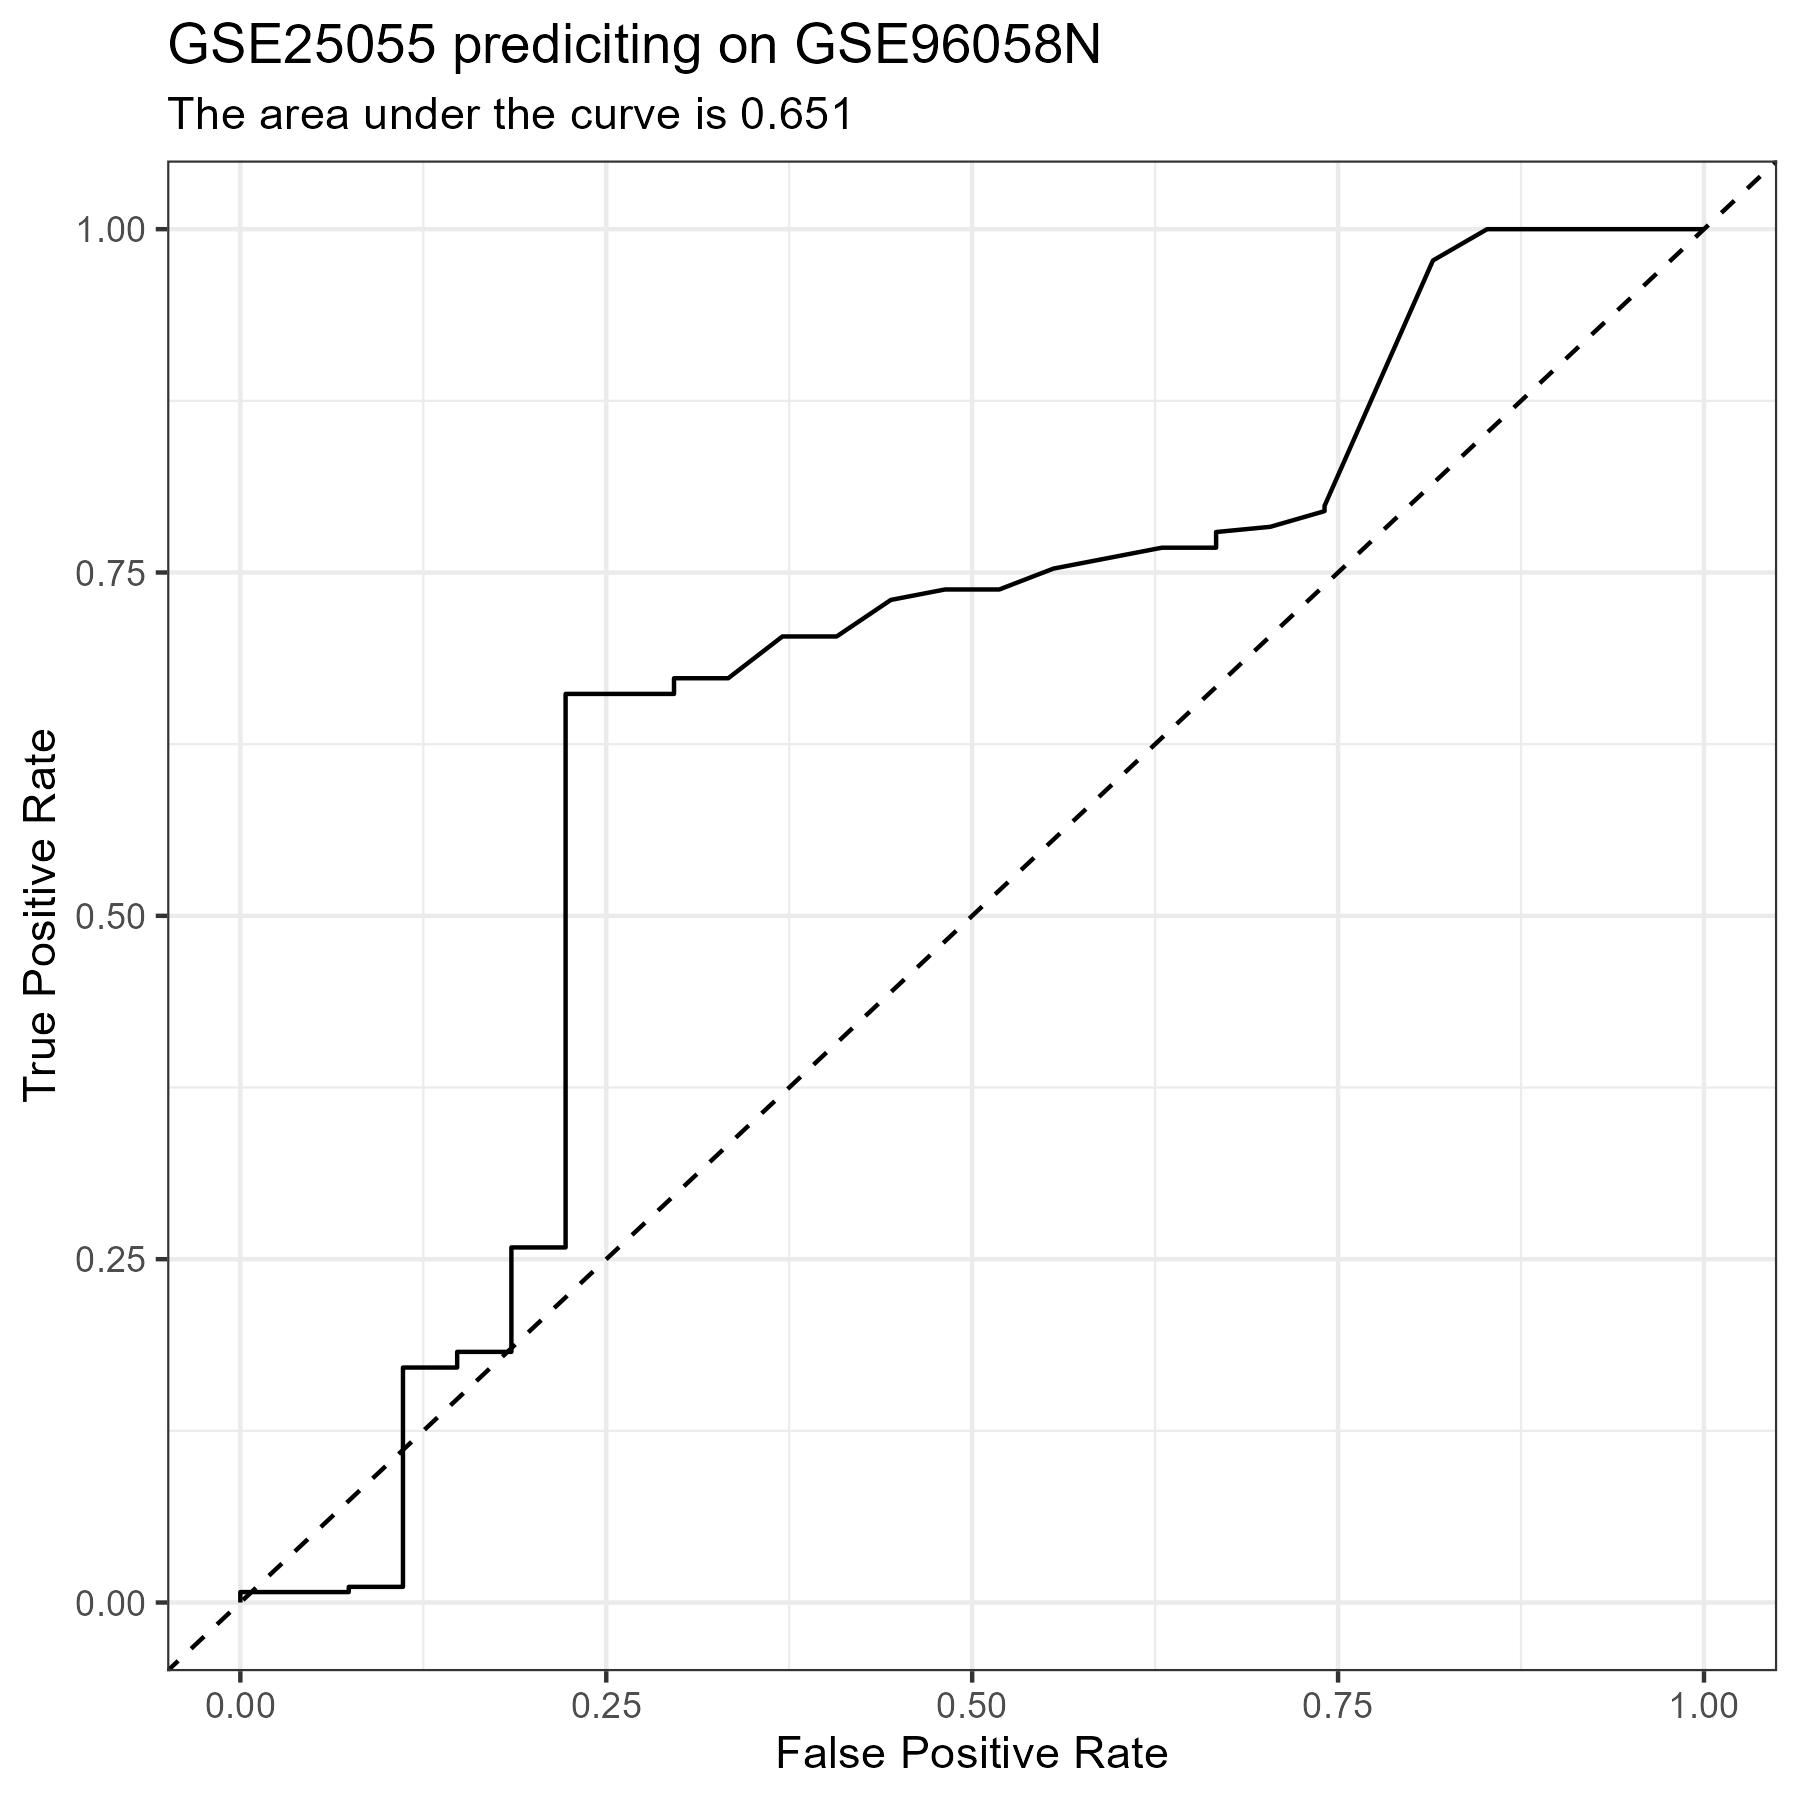 GSE25055 prediciting on GSE96058N
The area under the curve is 0.651
1.00
0.75
0.50
0.25
0.00
True Positive Rate
0.00 0.25 0.50 0.75 1.00
False Positive Rate